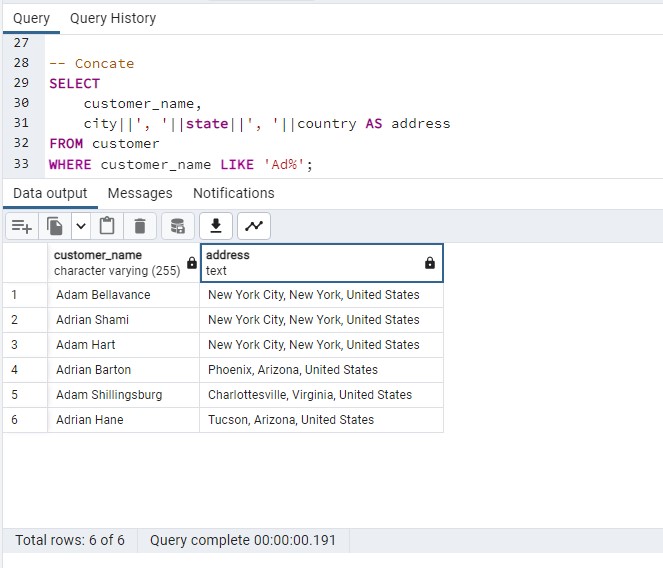 Query Query History
27
28 -- Concate
29 SELECT
30 customer_name,
31 city||', '||state||', '||country AS address
32 FROM customer
33 WHERE customer_name LIKE 'Ad%';
Data output Messages Notifications
customer_name address
character varying (255) text
1 Adam Bellavance New York City, New York, United States
2 Adrian Shami New York City, New York, United States
3 Adam Hart New York City, New York, United States
4 Adrian Barton Phoenix, Arizona, United States
5 Adam Shillingsburg Charlottesville, Virginia, United States
6 Adrian Hane Tucson, Arizona, United States
Total rows: 6 of 6 Query complete 00:00:00.191